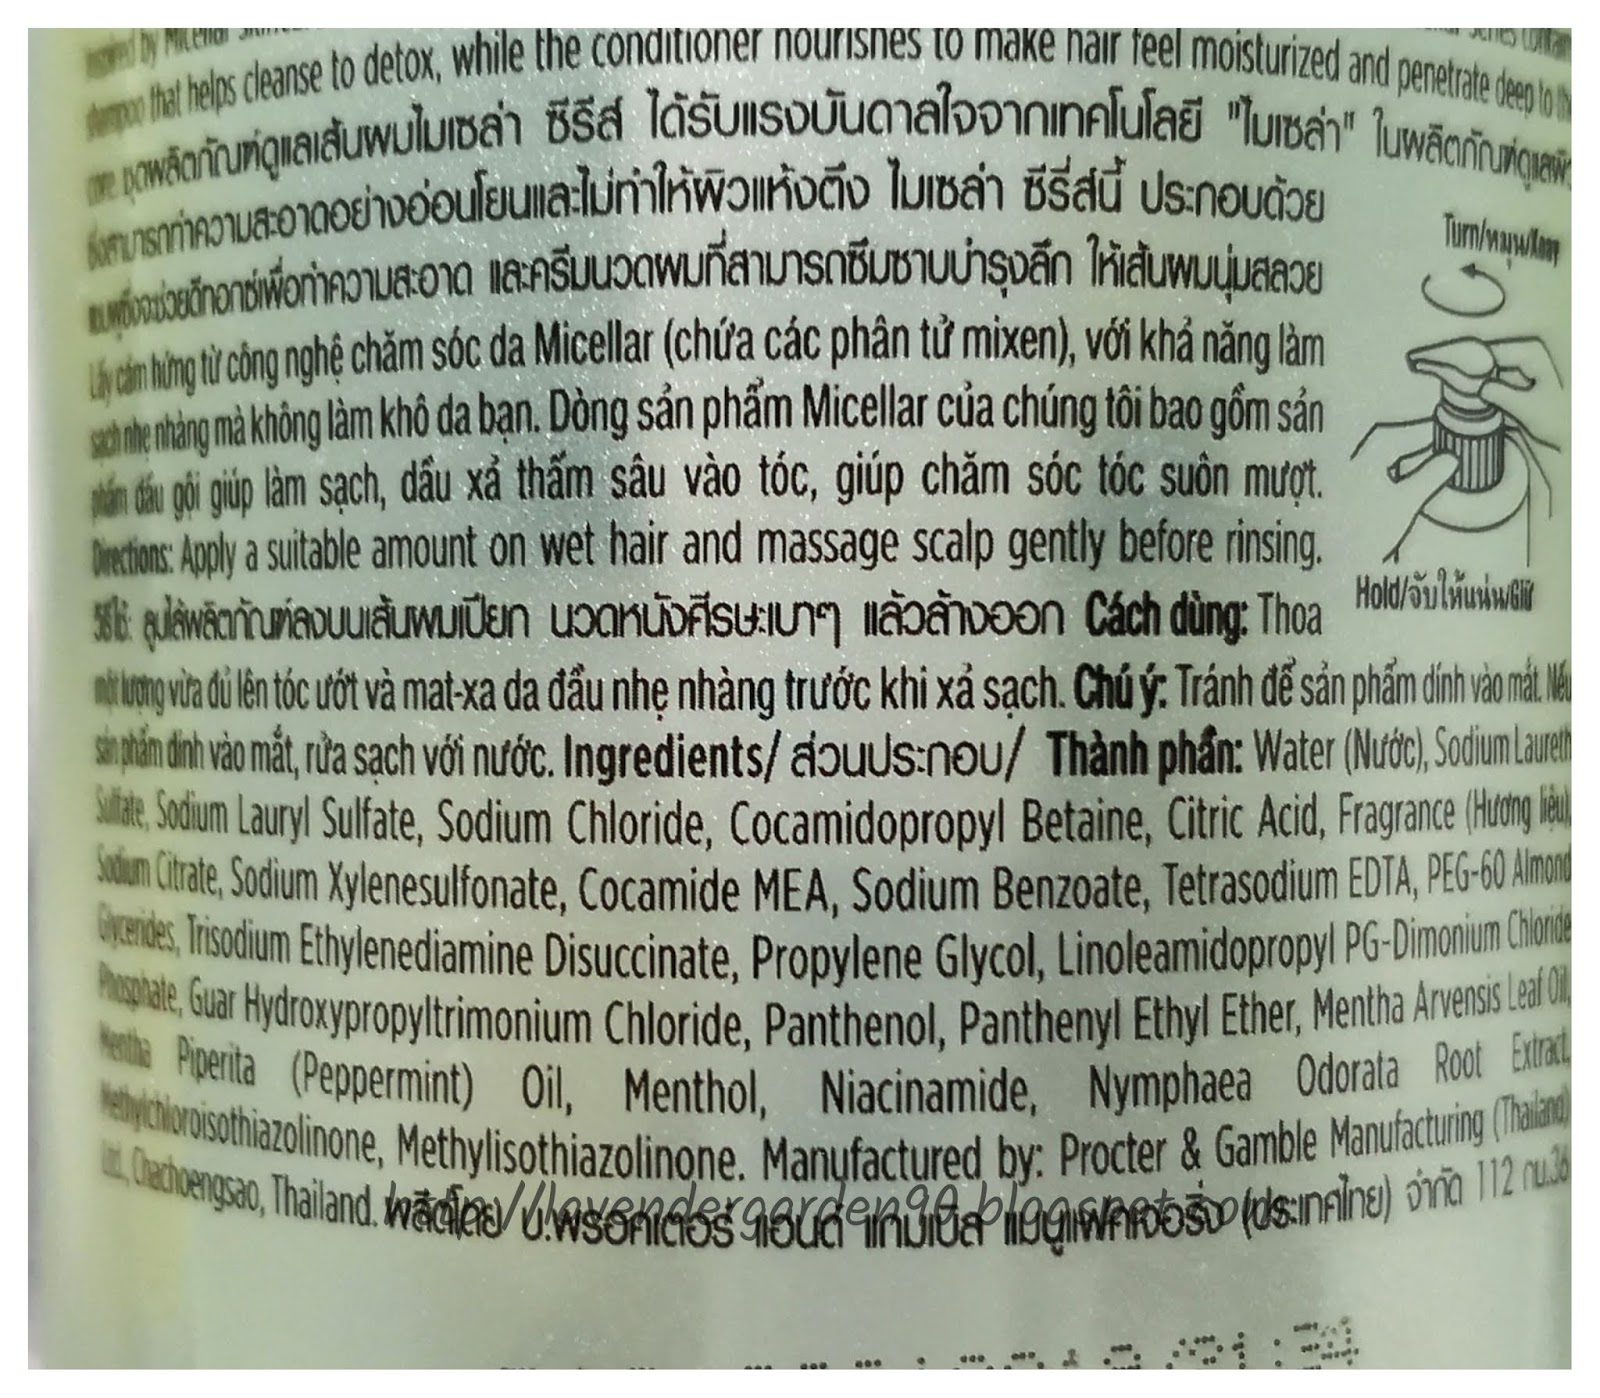 Inspired by Micellar
shampoo that helps cleanse to detox, while the conditioner nourishes to make hair feel moisturized and penetrate deep to the
core. ชุดผลิตภัณฑ์ดูแลเส้นผมไมเซล่า ซีรีส์ ได้รับแรงบันดาลใจจากเทคโนโลยี "ไมเซล่า" ในผลิตภัณฑ์ดูแลผิว
ซึ่งสามารถทำความสะอาดอย่างอ่อนโยนและไม่ทำให้ผิวแห้งตึง ไมเซล่า ซีรี่ส์นี้ ประกอบด้วย
แชมพูซึ่งจะช่วยดีทอกซ์เพื่อทำความสะอาด และครีมนวดผมที่สามารถซึมซาบบำรุงลึก ให้เส้นผมนุ่มสลวย
Lấy cảm hứng từ công nghệ chăm sóc da Micellar (chứa các phân tử mixen), với khả năng làm
sạch nhẹ nhàng mà không làm khô da bạn. Dòng sản phẩm Micellar của chúng tôi bao gồm sản
phẩm dầu gội giúp làm sạch, dầu xả thấm sâu vào tóc, giúp chăm sóc tóc suôn mượt.
Directions: Apply a suitable amount on wet hair and massage scalp gently before rinsing.
วิธีใช้: ลูบไล้ผลิตภัณฑ์ลงบนเส้นผมเปียก นวดหนังศีรษะเบาๆ แล้วล้างออก Cách dùng: Thoa
một lượng vừa đủ lên tóc ướt và mat-xa da đầu nhẹ nhàng trước khi xả sạch. Chú ý: Tránh để sản phẩm dính vào mắt. Nếu
sản phẩm dính vào mắt, rửa sạch với nước. Ingredients/ ส่วนประกอบ/ Thành phần: Water (Nước), Sodium Laureth
Sulfate, Sodium Lauryl Sulfate, Sodium Chloride, Cocamidopropyl Betaine, Citric Acid, Fragrance (Hương liệu),
Sodium Citrate, Sodium Xylenesulfonate, Cocamide MEA, Sodium Benzoate, Tetrasodium EDTA, PEG-60 Almond
Glycerides, Trisodium Ethylenediamine Disuccinate, Propylene Glycol, Linoleamidopropyl PG-Dimonium Chloride
Phosphate, Guar Hydroxypropyltrimonium Chloride, Panthenol, Panthenyl Ethyl Ether, Mentha Arvensis Leaf Oil,
Mentha Piperita (Peppermint) Oil, Menthol, Niacinamide, Nymphaea Odorata Root Extract,
Methylchloroisothiazolinone, Methylisothiazolinone. Manufactured by: Procter & Gamble Manufacturing (Thailand)
Ltd., Chachoengsao, Thailand. ผลิตโดย บ.พรอคเตอร์ แอนด์ แกมเบิล แมนูแฟคเจอริ่ง (ประเทศไทย) จำกัด 112 กม.36
http://lavendergarden90.blogspot.com
Turn/หมุน/Xoay
Hold/จับให้แน่น/Giữ